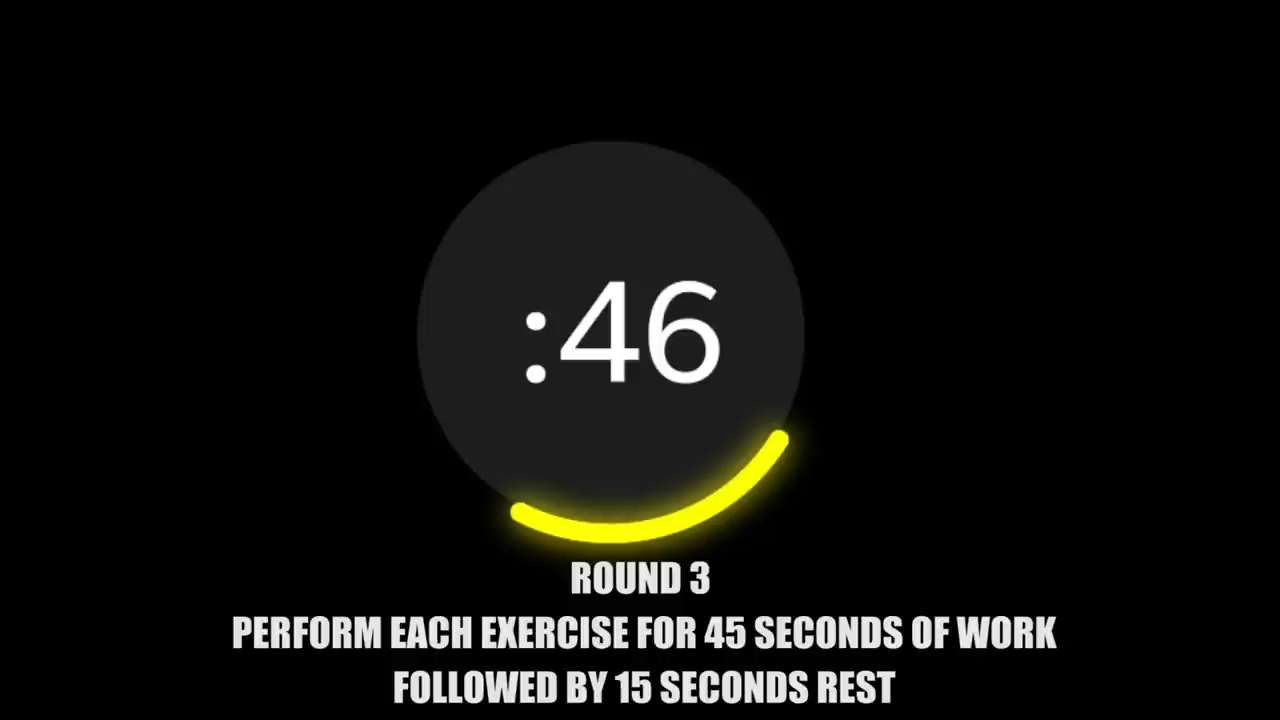 :46
ROUND 3
PERFORM EACH EXERCISE FOR 45 SECONDS OF WORK
FOLLOWED BY 15 SECONDS REST